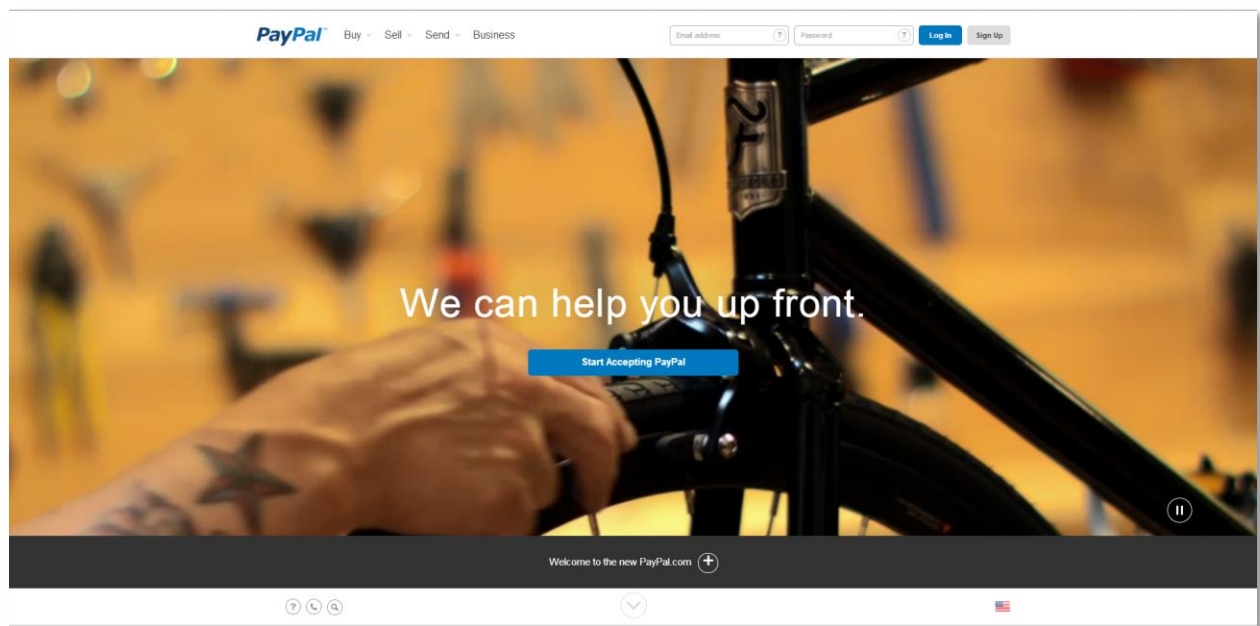 PayPal™ Buy Sell Send Business Email address ? Password ? Log In Sign Up
We can help you up front.
Start Accepting PayPal
Welcome to the new PayPal.com +
?